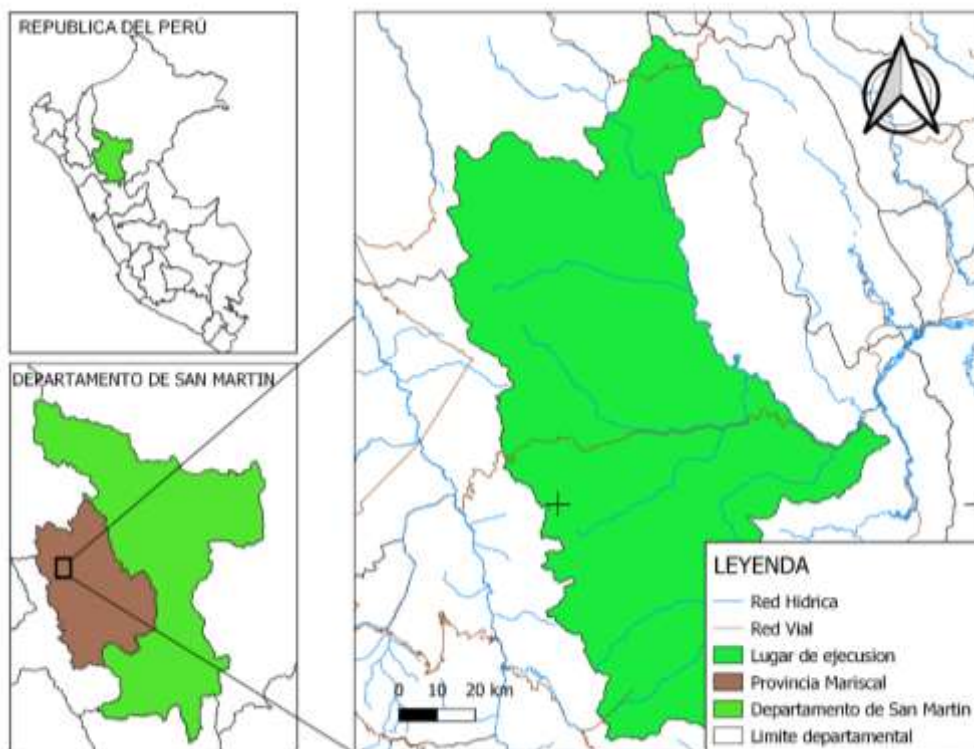 REPUBLICA DEL PERÚ
DEPARTAMENTO DE SAN MARTIN
0 10 20 km
LEYENDA
Red Hidrica
Red Vial
Lugar de ejecusion
Provincia Mariscal
Departamento de San Martin
Limite departamental